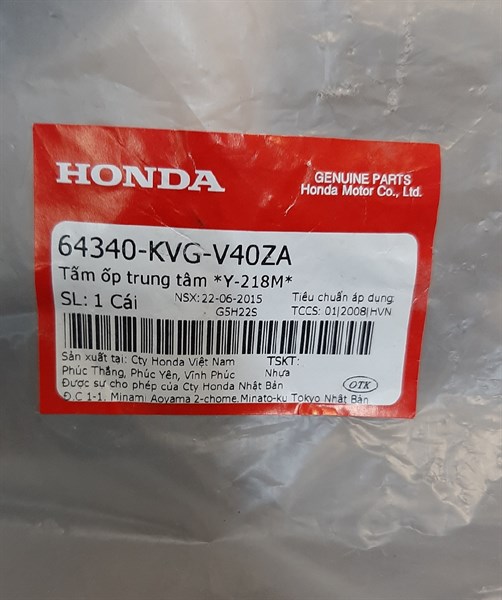 HONDA
GENUINE PARTS
Honda Motor Co., Ltd.
64340-KVG-V40ZA
Tấm ốp trung tâm *Y-218M*
SL: 1 Cái
NSX: 22-06-2015
G5H22S
Tiêu chuẩn áp dụng:
TCCS: 01|2008|HVN
Sản xuất tại: Cty Honda Việt Nam
Phúc Thắng, Phúc Yên, Vĩnh Phúc
TSKT:
Nhựa
Được sự cho phép của Cty Honda Nhật Bản
Đ.C 1-1, Minami Aoyama 2-chome,Minato-ku Tokyo Nhật Bản
OTK